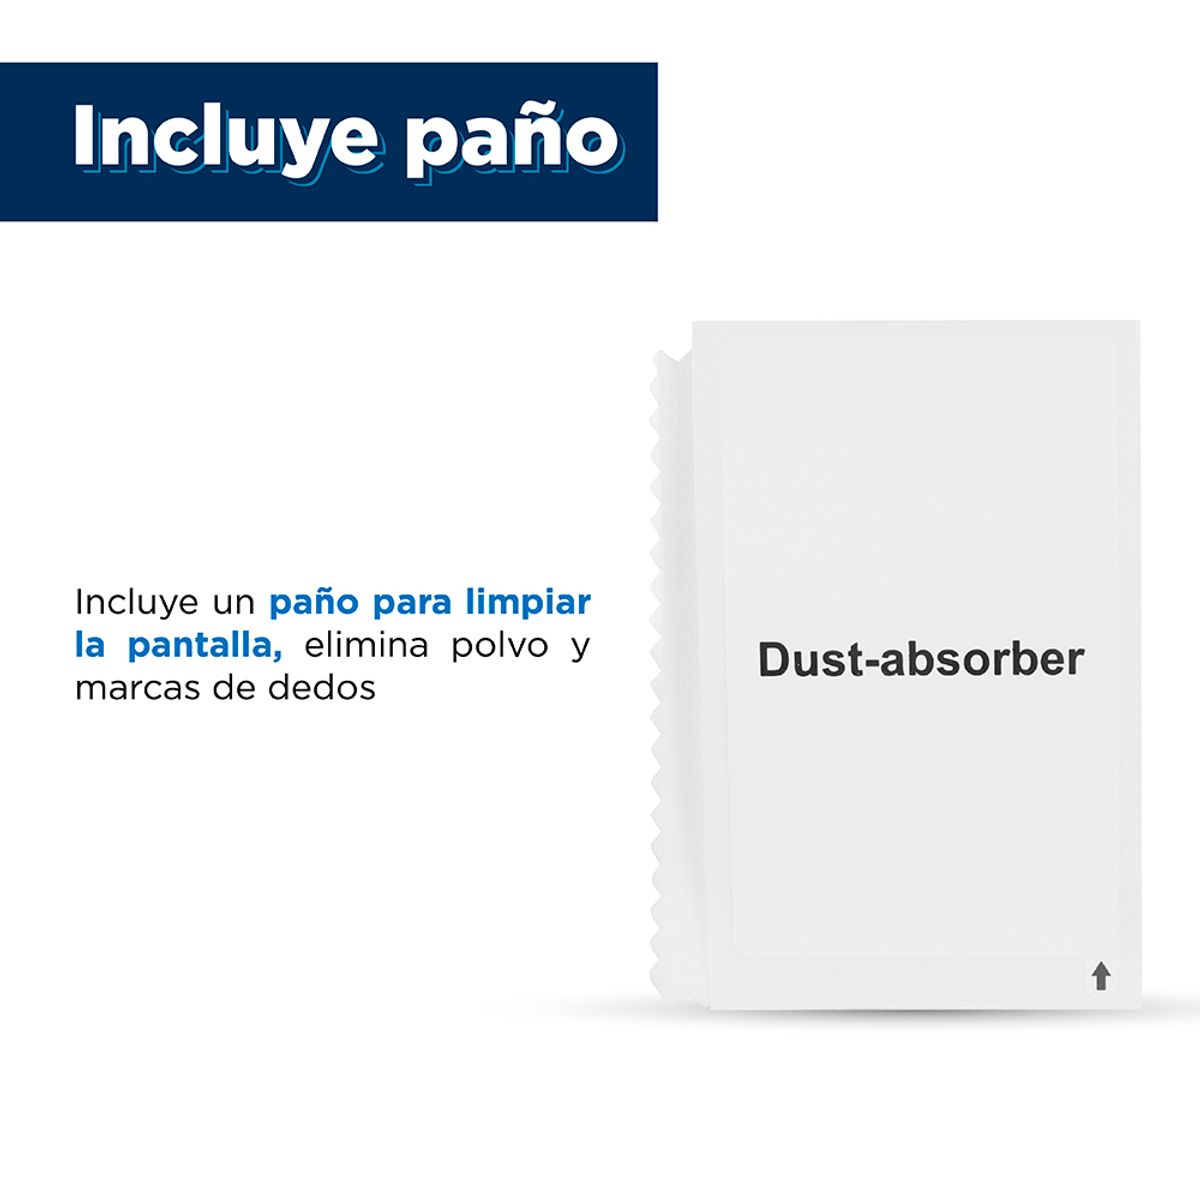 Incluye paño
Incluye un paño para limpiar
la pantalla, elimina polvo y
marcas de dedos
Dust-absorber